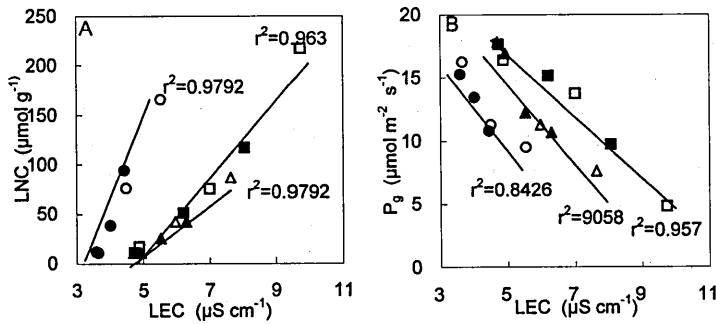 A
r²=0.963
r²=0.9792
r²=0.9792
LNC (µmol g⁻¹)
250
200
150
100
50
0
3 5 7 9 11
LEC (µS cm⁻¹)
B
r²=0.8426
r²=9058
r²=0.957
P_g (µmol m⁻² s⁻¹)
20
15
10
5
0
3 5 7 9 11
LEC (µS cm⁻¹)